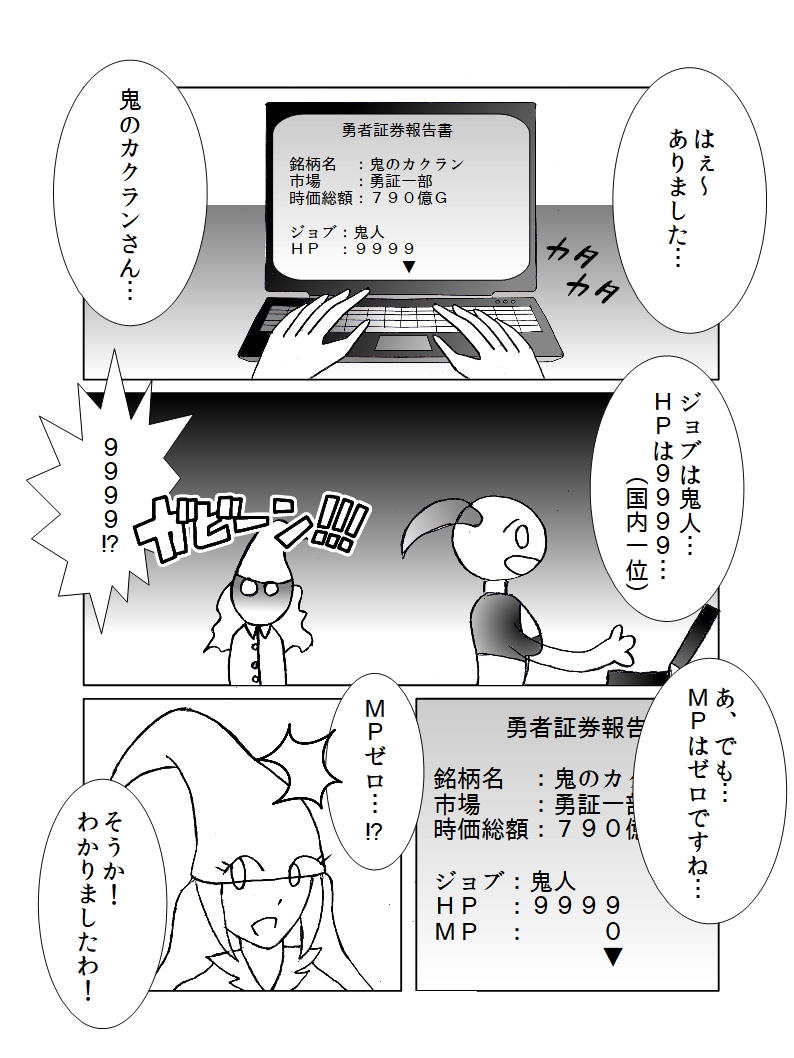 はぇ～
ありました…
勇者証券報告書
銘柄名　：鬼のカクラン
市場　　：勇証一部
時価総額：７９０億Ｇ
ジョブ：鬼人
ＨＰ　：９９９９
▼
カタ
カタ
鬼のカクランさん…
ジョブは鬼人…
ＨＰは９９９９…
（国内一位）
ガビーン!!!
９９９９!?
あ、でも…
ＭＰはゼロですね…
勇者証券報告
銘柄名　：鬼のカク
市場　　：勇証一部
時価総額：７９０億
ジョブ：鬼人
ＨＰ　：９９９９
ＭＰ　：　　　０
▼
ＭＰゼロ…!?
そうか！
わかりましたわ！